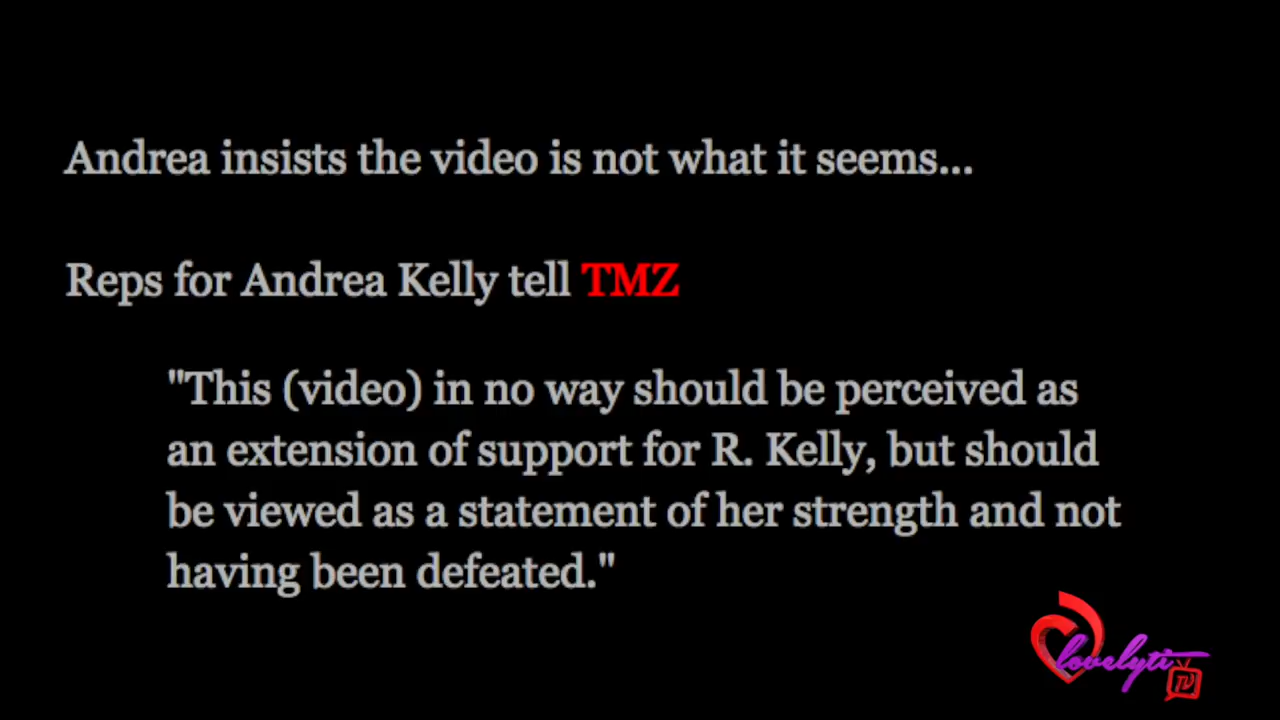 Andrea insists the video is not what it seems...
Reps for Andrea Kelly tell TMZ
"This (video) in no way should be perceived as
an extension of support for R. Kelly, but should
be viewed as a statement of her strength and not
having been defeated."
lovelyti
TV